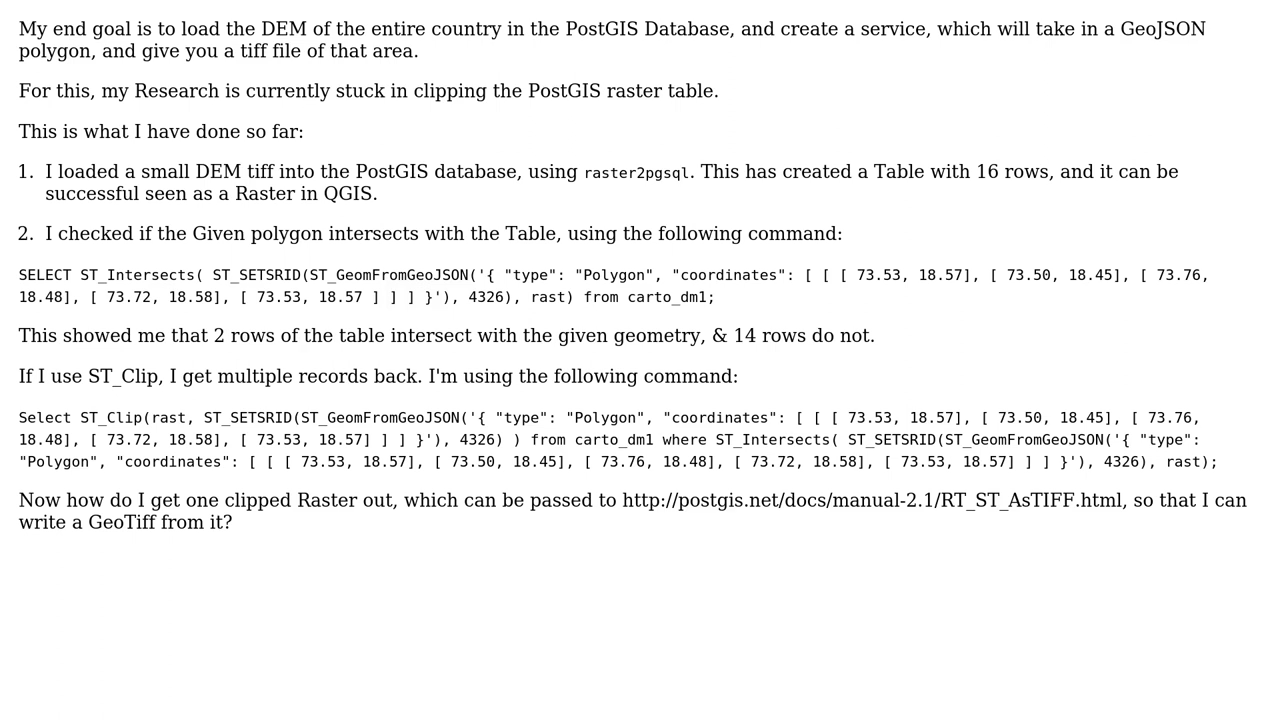 My end goal is to load the DEM of the entire country in the PostGIS Database, and create a service, which will take in a GeoJSON
polygon, and give you a tiff file of that area.
For this, my Research is currently stuck in clipping the PostGIS raster table.
This is what I have done so far:
1. I loaded a small DEM tiff into the PostGIS database, using raster2pgsql. This has created a Table with 16 rows, and it can be
successful seen as a Raster in QGIS.
2. I checked if the Given polygon intersects with the Table, using the following command:
SELECT ST_Intersects( ST_SETSRID(ST_GeomFromGeoJSON('{ "type": "Polygon", "coordinates": [ [ [ 73.53, 18.57], [ 73.50, 18.45], [ 73.76,
18.48], [ 73.72, 18.58], [ 73.53, 18.57 ] ] ] }'), 4326), rast) from carto_dm1;
This showed me that 2 rows of the table intersect with the given geometry, & 14 rows do not.
If I use ST_Clip, I get multiple records back. I'm using the following command:
Select ST_Clip(rast, ST_SETSRID(ST_GeomFromGeoJSON('{ "type": "Polygon", "coordinates": [ [ [ 73.53, 18.57], [ 73.50, 18.45], [ 73.76,
18.48], [ 73.72, 18.58], [ 73.53, 18.57] ] ] }'), 4326) ) from carto_dm1 where ST_Intersects( ST_SETSRID(ST_GeomFromGeoJSON('{ "type":
"Polygon", "coordinates": [ [ [ 73.53, 18.57], [ 73.50, 18.45], [ 73.76, 18.48], [ 73.72, 18.58], [ 73.53, 18.57] ] ] }'), 4326), rast);
Now how do I get one clipped Raster out, which can be passed to http://postgis.net/docs/manual-2.1/RT_ST_AsTIFF.html, so that I can
write a GeoTiff from it?